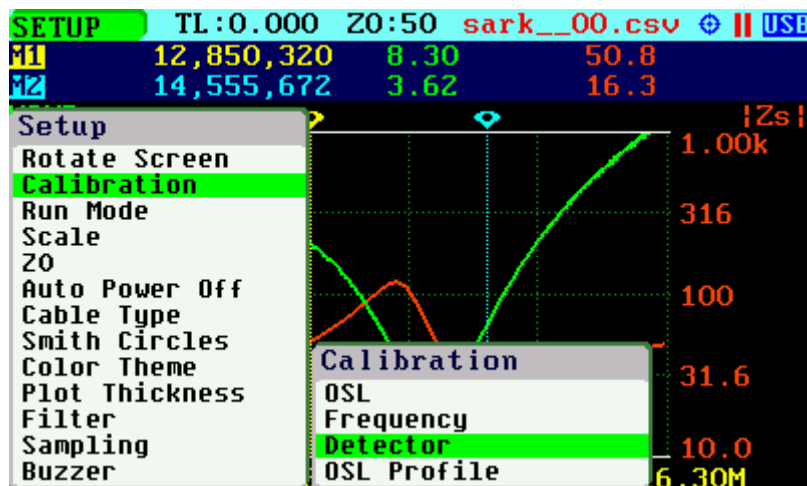 SETUP TL:0.000 Z0:50 sark__00.csv USB
M1 12,850,320 8.30 50.8
M2 14,555,672 3.62 16.3
|Zs|
Setup
Rotate Screen
Calibration
Run Mode
Scale
Z0
Auto Power Off
Cable Type
Smith Circles
Color Theme
Plot Thickness
Filter
Sampling
Buzzer
Calibration
OSL
Frequency
Detector
OSL Profile
1.00k
316
100
31.6
10.0
6.30M